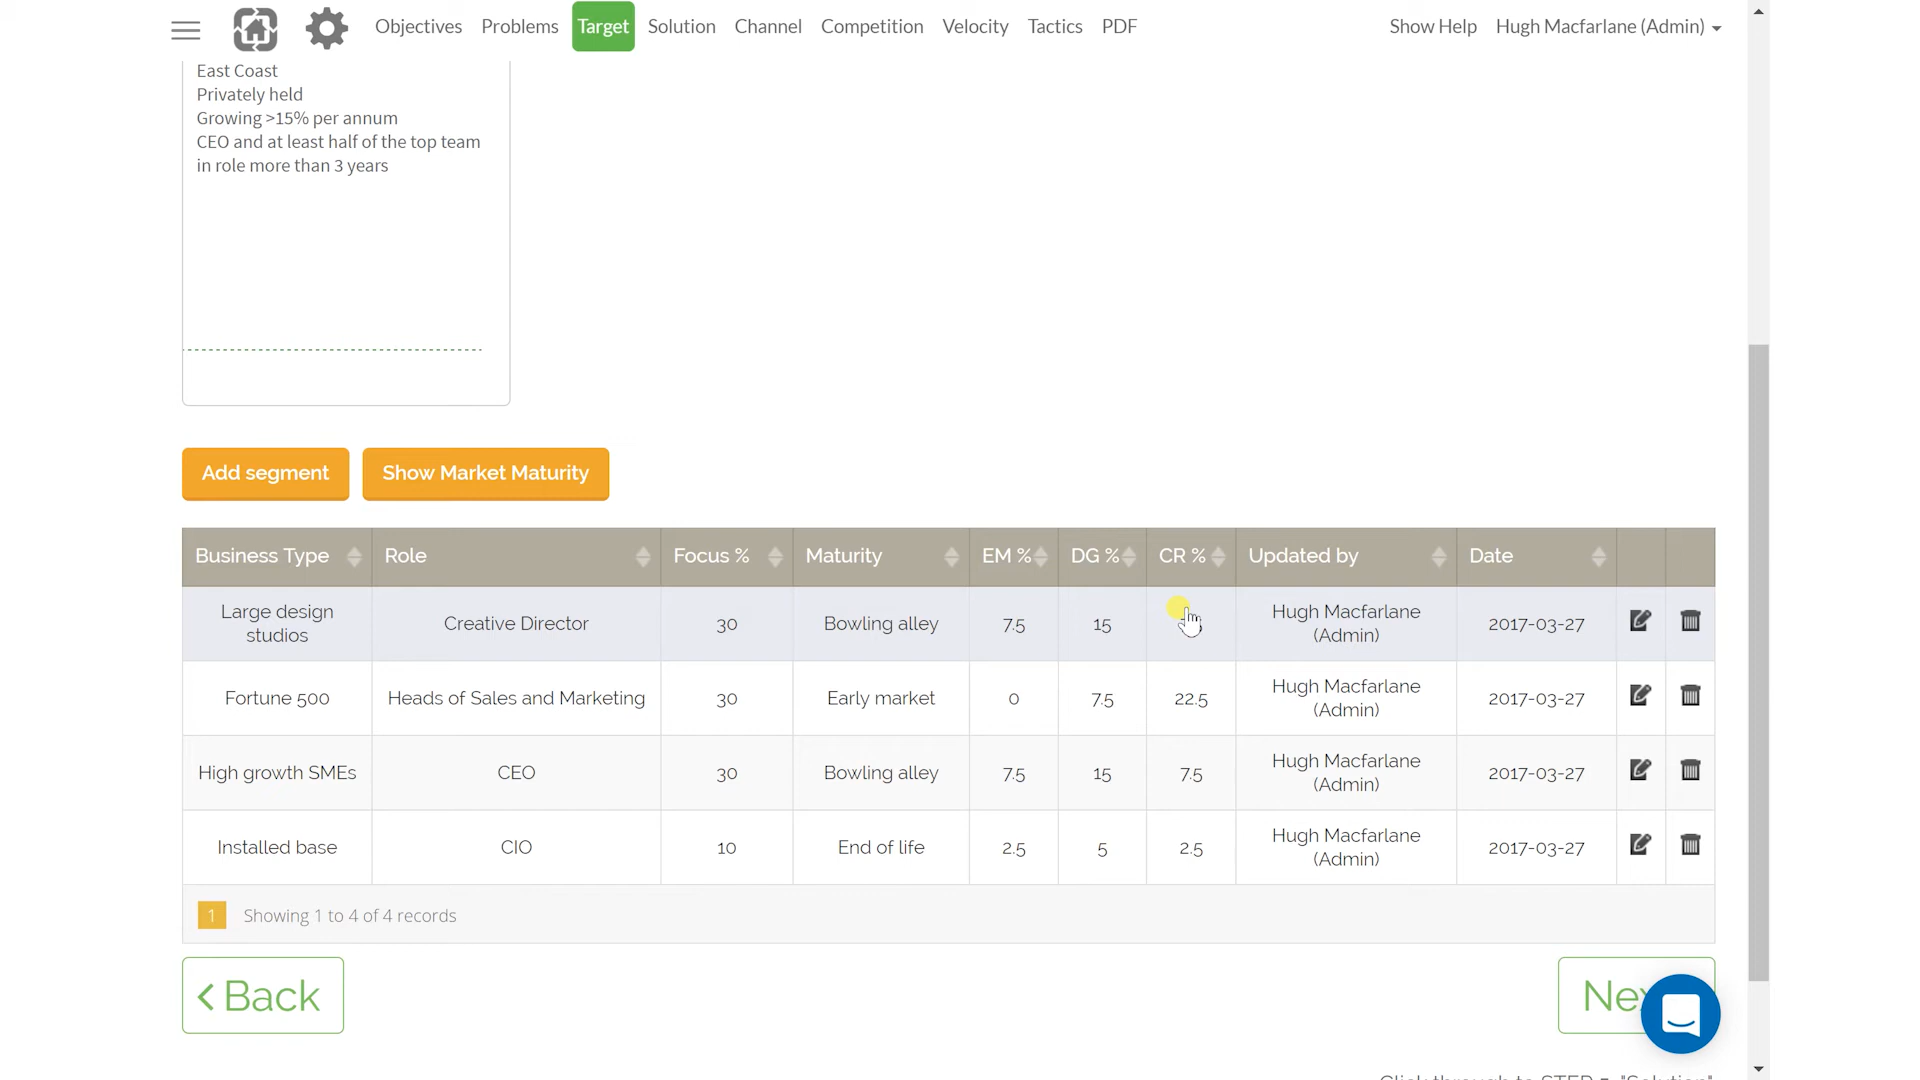 Objectives Problems Target Solution Channel Competition Velocity Tactics PDF Show Help Hugh Macfarlane (Admin)
East Coast
Privately held
Growing >15% per annum
CEO and at least half of the top team
in role more than 3 years
Add segment Show Market Maturity
Business Type Role Focus % Maturity EM % DG % CR % Updated by Date
Large design studios Creative Director 30 Bowling alley 7.5 15 Hugh Macfarlane (Admin) 2017-03-27
Fortune 500 Heads of Sales and Marketing 30 Early market 0 7.5 22.5 Hugh Macfarlane (Admin) 2017-03-27
High growth SMEs CEO 30 Bowling alley 7.5 15 7.5 Hugh Macfarlane (Admin) 2017-03-27
Installed base CIO 10 End of life 2.5 5 2.5 Hugh Macfarlane (Admin) 2017-03-27
1 Showing 1 to 4 of 4 records
Back